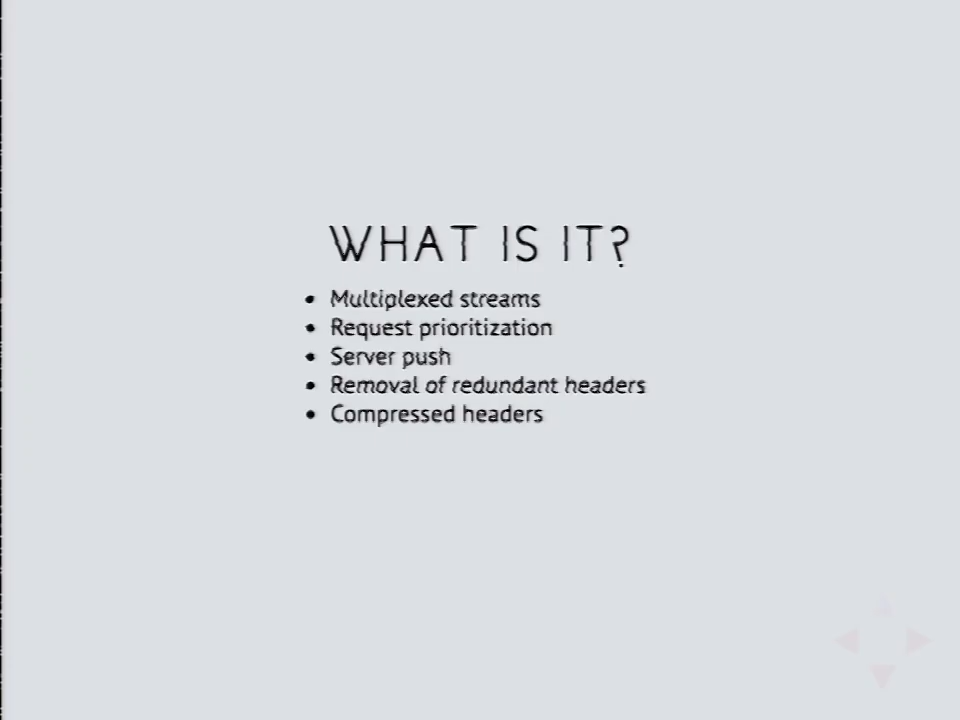 WHAT IS IT?
Multiplexed streams
Request prioritization
Server push
Removal of redundant headers
Compressed headers